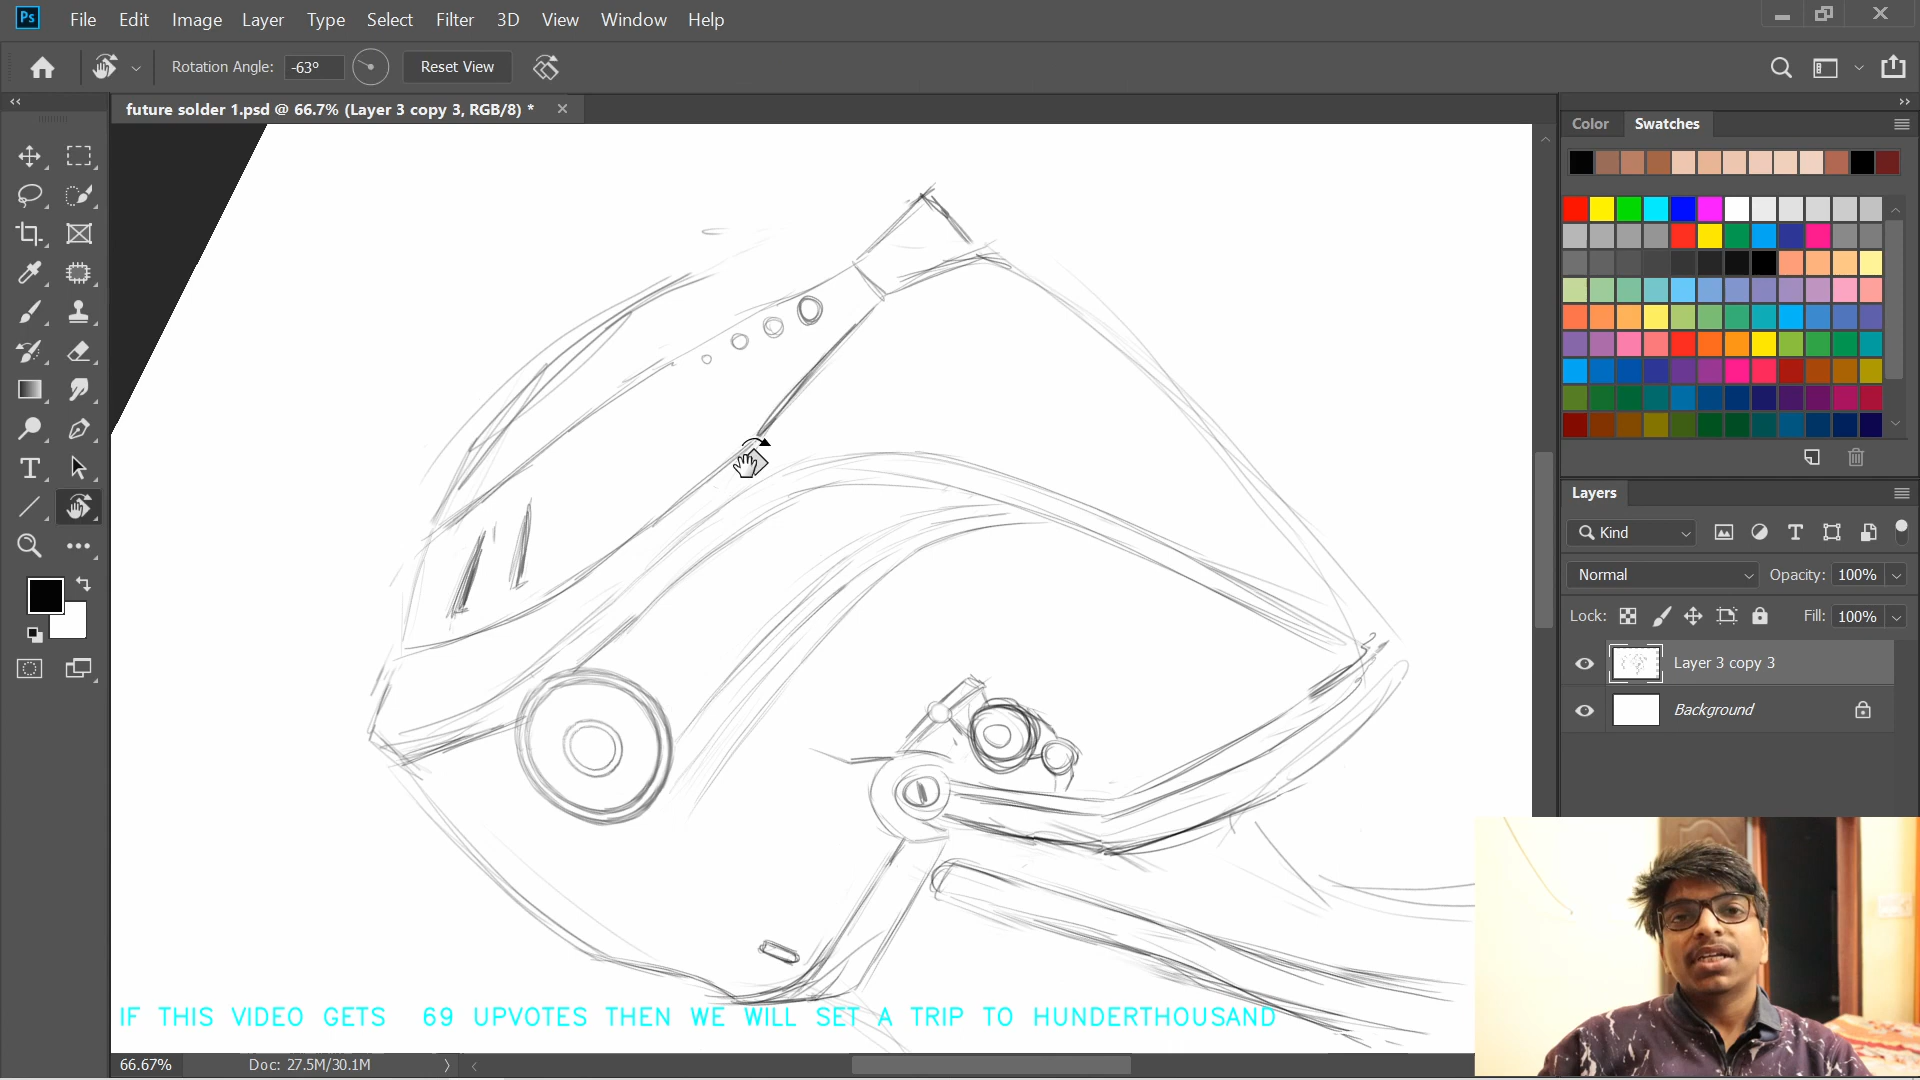 Ps File Edit Image Layer Type Select Filter 3D View Window Help
Rotation Angle: -63° Reset View
future solder 1.psd @ 66.7% (Layer 3 copy 3, RGB/8) *
Color Swatches
Layers
Kind
Normal Opacity: 100%
Lock: Fill: 100%
Layer 3 copy 3
Background
IF THIS VIDEO GETS 69 UPVOTES THEN WE WILL SET A TRIP TO HUNDERTHOUSAND
66.67% Doc: 27.5M/30.1M